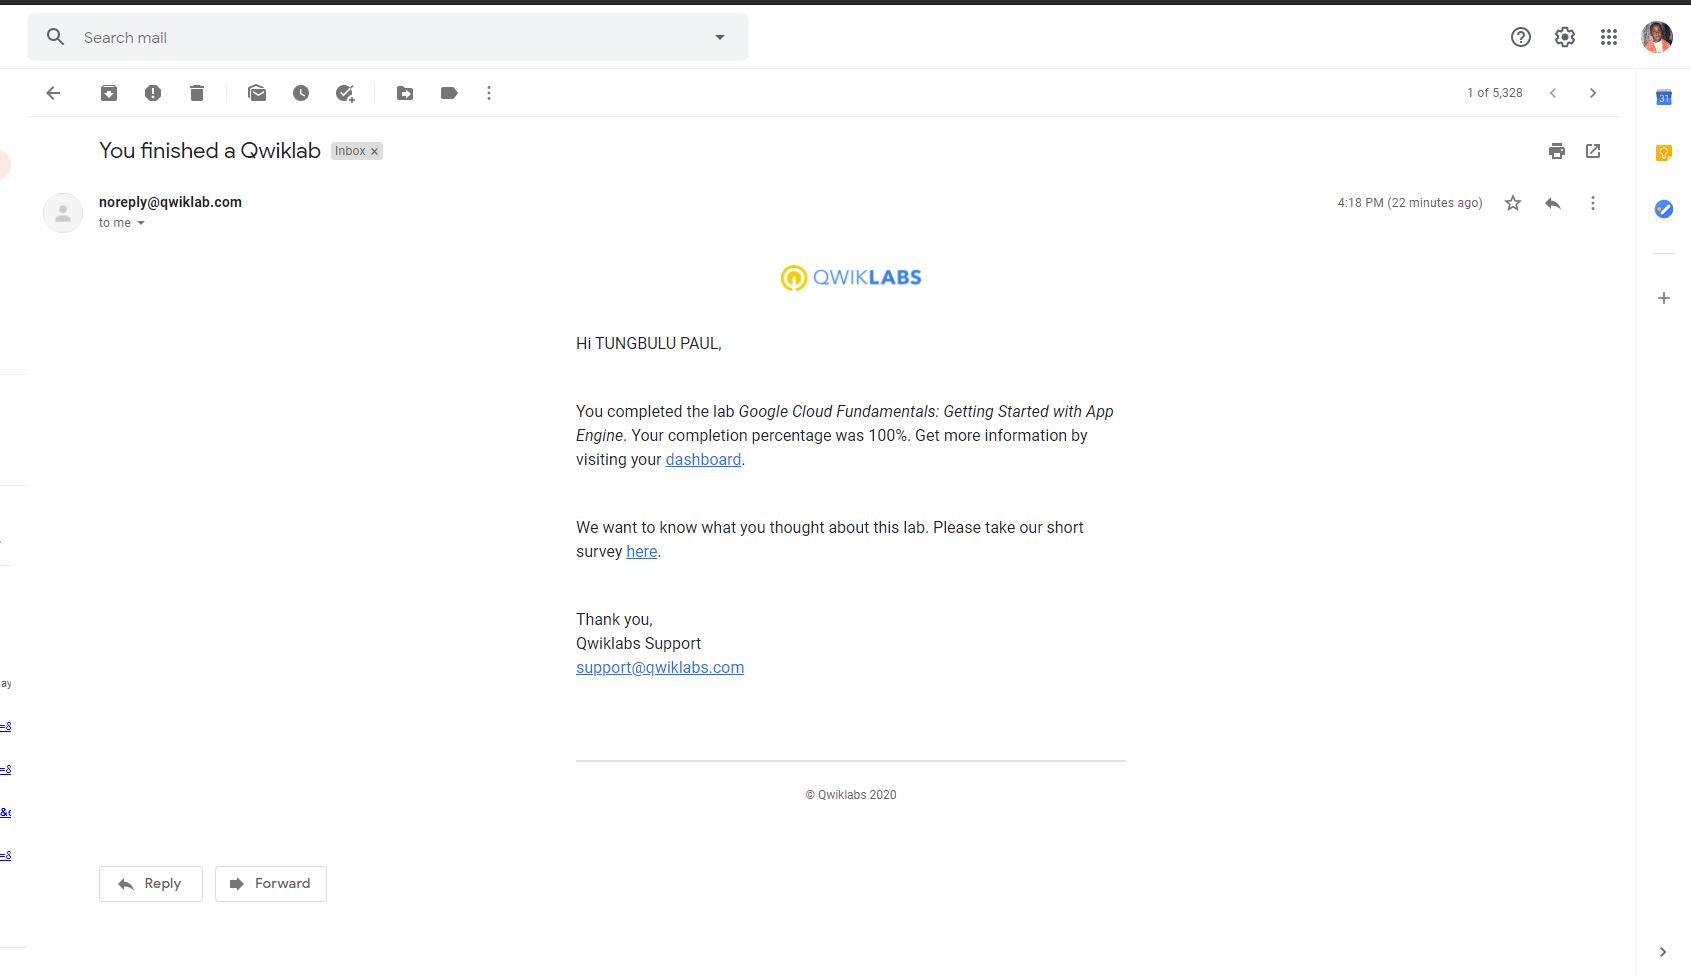 Search mail
1 of 5,328
31
You finished a Qwiklab Inbox ×
noreply@qwiklab.com
4:18 PM (22 minutes ago)
to me
QWIKLABS
Hi TUNGBULU PAUL,
You completed the lab Google Cloud Fundamentals: Getting Started with App
Engine. Your completion percentage was 100%. Get more information by
visiting your dashboard.
We want to know what you thought about this lab. Please take our short
survey here.
Thank you,
Qwiklabs Support
support@qwiklabs.com
© Qwiklabs 2020
Reply
Forward